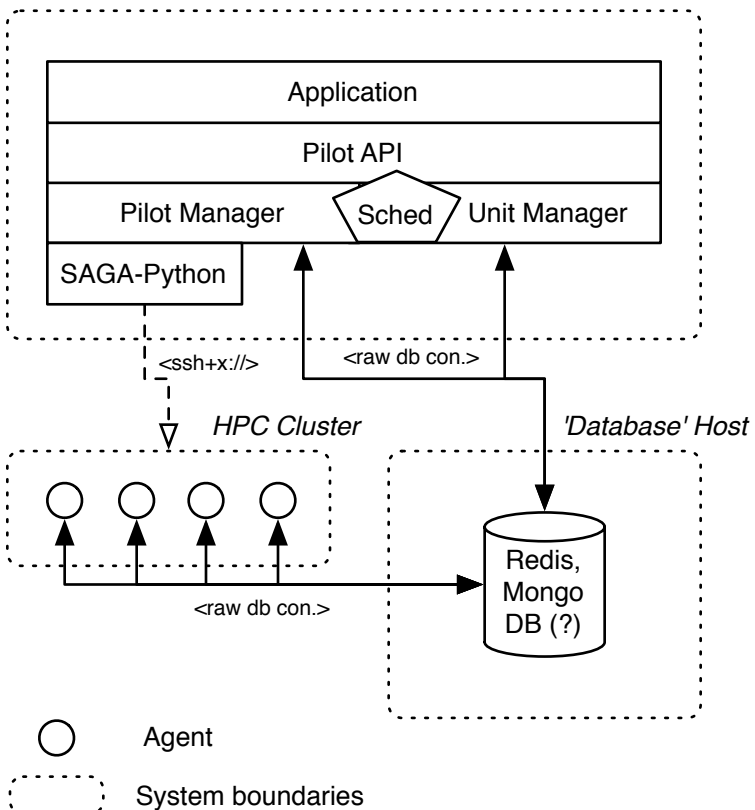 Application
Pilot API
Pilot Manager
Sched
Unit Manager
SAGA-Python
<ssh+x://>
<raw db con.>
HPC Cluster
'Database' Host
Redis,
Mongo
DB (?)
<raw db con.>
Agent
System boundaries